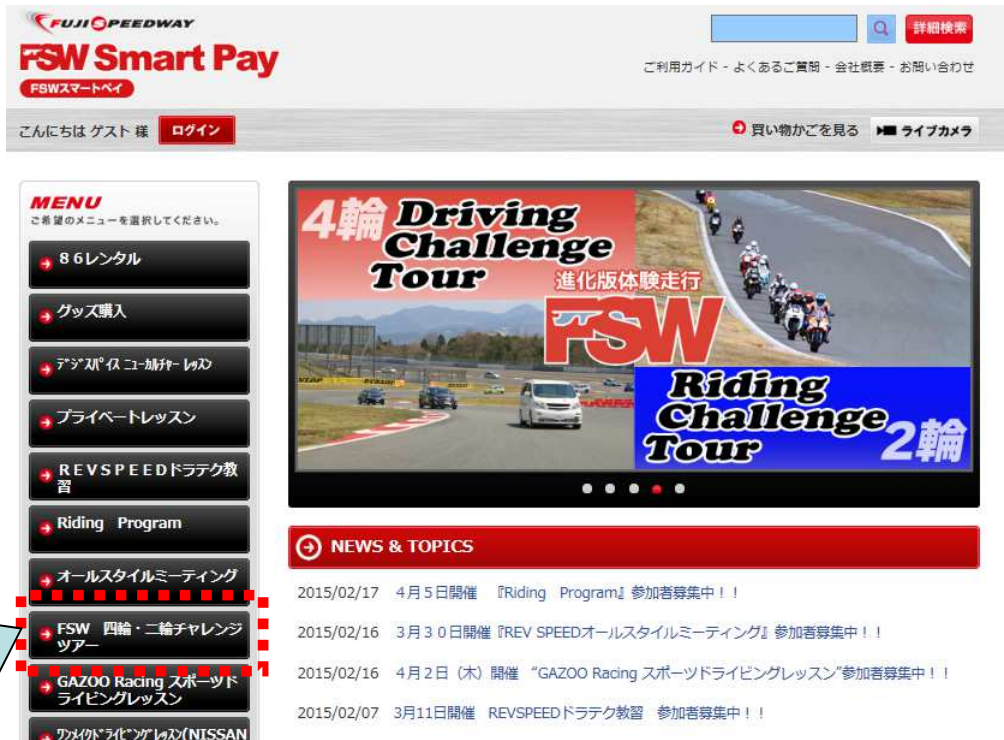 FUJI SPEEDWAY
FSW Smart Pay
FSWスマートペイ
詳細検索
ご利用ガイド - よくあるご質問 - 会社概要 - お問い合わせ
こんにちは ゲスト 様 ログイン
買い物かごを見る ライブカメラ
MENU
ご希望のメニューを選択してください。
８６レンタル
グッズ購入
ﾃﾞｼﾞｽﾊﾟｲｽ ﾆｭｰｶﾙﾁｬｰ ﾚｯｽﾝ
プライベートレッスン
ＲＥＶＳＰＥＥＤドラテク教
習
Riding　Program
オールスタイルミーティング
FSW　四輪・二輪チャレンジ
ツアー
GAZOO Racing スポーツド
ライビングレッスン
ﾜﾝﾒｲｸﾄﾞﾗｲﾋﾞﾝｸﾞﾚｯｽﾝ(NISSAN
4輪 Driving
Challenge
Tour
進化版体験走行
FSW
Riding
Challenge
Tour 2輪
NEWS & TOPICS
2015/02/17 ４月５日開催　『Riding　Program』参加者募集中！！
2015/02/16 ３月３０日開催『REV SPEEDオールスタイルミーティング』参加者募集中！！
2015/02/16 ４月２日（木）開催　“GAZOO Racing スポーツドライビングレッスン”参加者募集中！！
2015/02/07 3月11日開催　REVSPEEDドラテク教習　参加者募集中！！